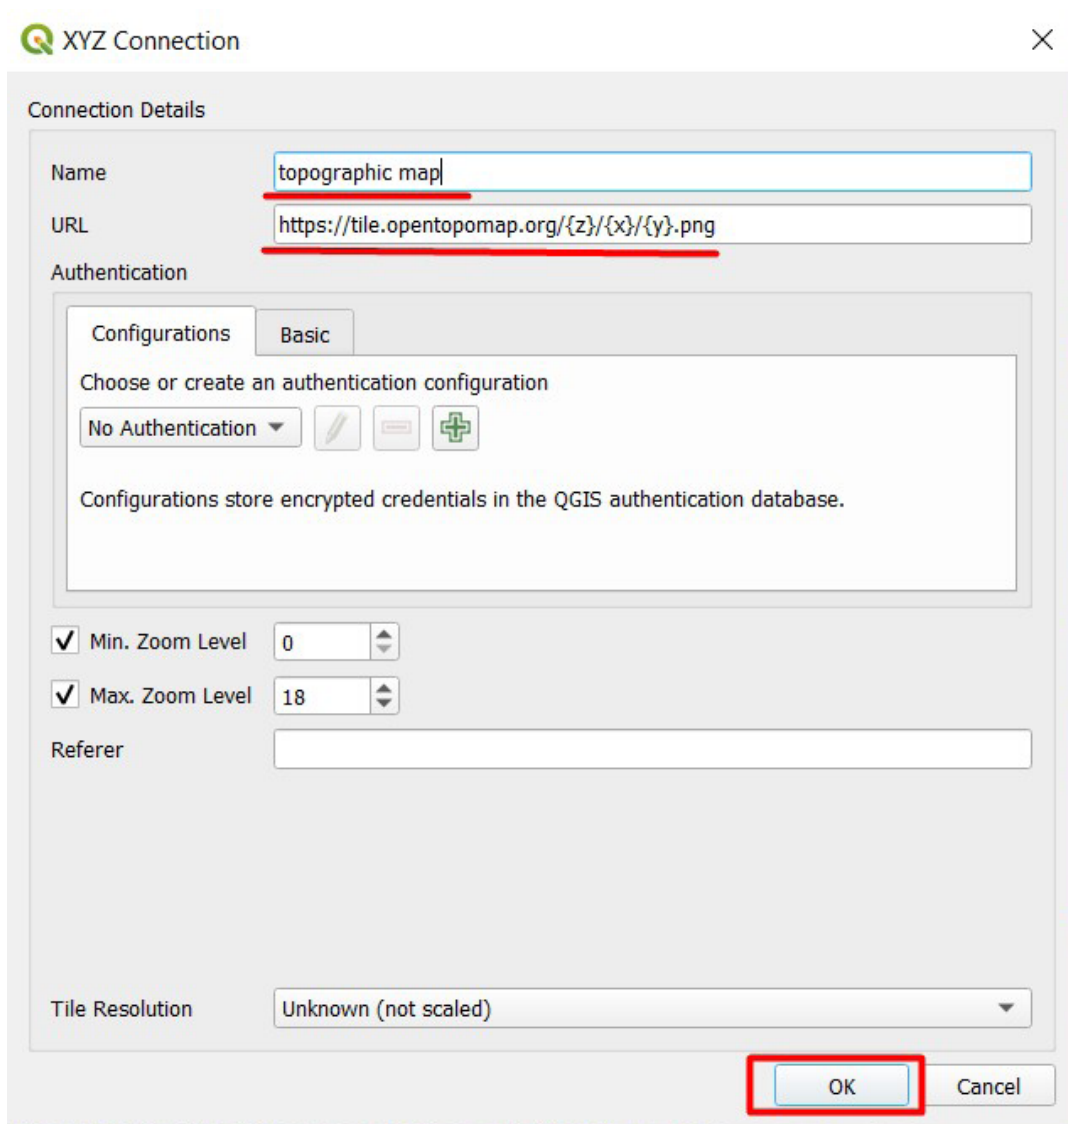 XYZ Connection
Connection Details
Name topographic map
URL https://tile.opentopomap.org/{z}/{x}/{y}.png
Authentication
Configurations Basic
Choose or create an authentication configuration
No Authentication
Configurations store encrypted credentials in the QGIS authentication database.
Min. Zoom Level 0
Max. Zoom Level 18
Referer
Tile Resolution Unknown (not scaled)
OK Cancel